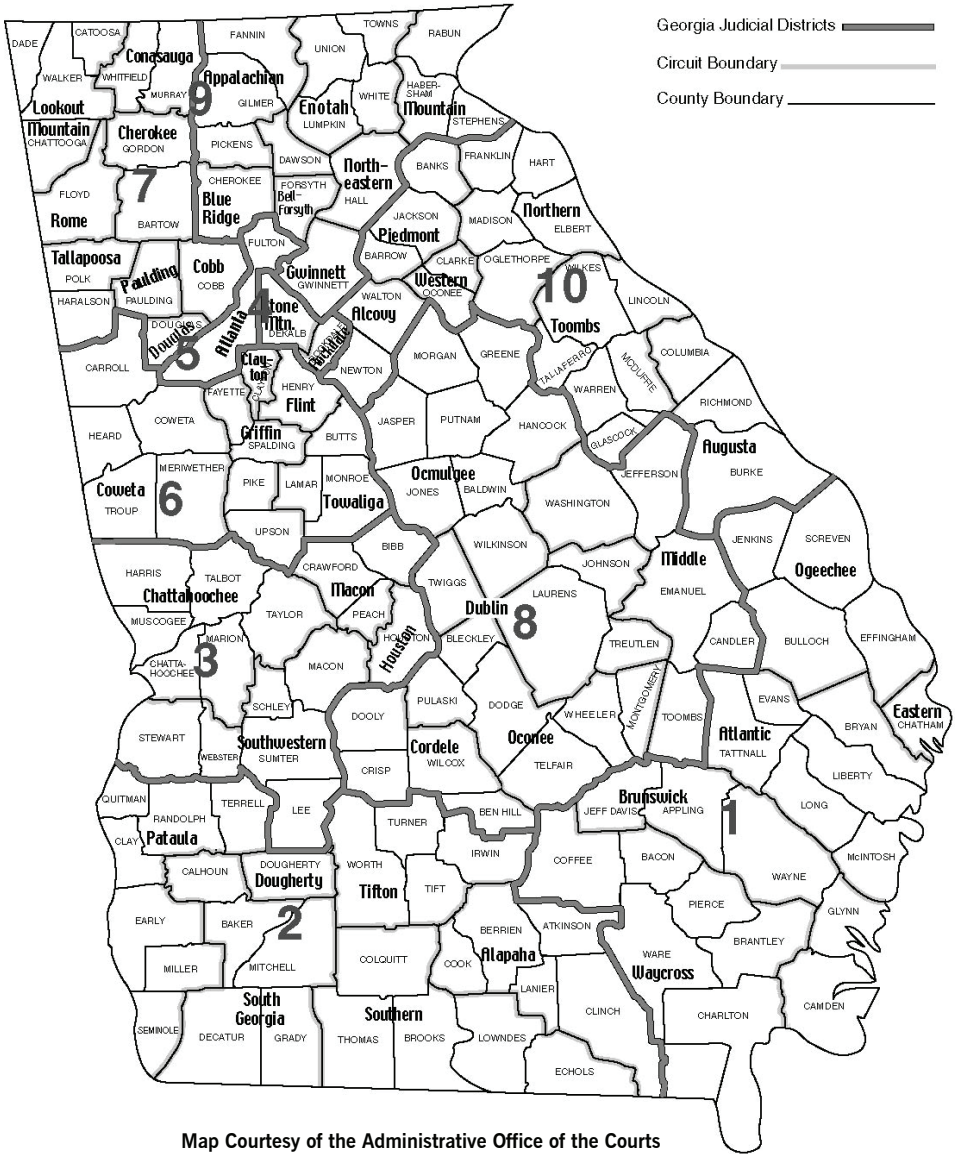 Georgia Judicial Districts
Circuit Boundary
County Boundary
DADE
CATOOSA
WALKER
WHITFIELD
Conasauga
MURRAY
Lookout
Mountain
CHATTOOGA
FANNIN
Appalachian
GILMER
9
UNION
TOWNS
RABUN
Enotah
LUMPKIN
WHITE
HABER-
SHAM
Mountain
STEPHENS
Cherokee
GORDON
PICKENS
DAWSON
North-
eastern
HALL
BANKS
FRANKLIN
HART
FLOYD
Rome
7
BARTOW
CHEROKEE
Blue
Ridge
FORSYTH
Bell-
Forsyth
JACKSON
Piedmont
MADISON
Northern
ELBERT
Tallapoosa
POLK
HARALSON
Paulding
PAULDING
Cobb
COBB
FULTON
Gwinnett
GWINNETT
BARROW
CLARKE
Western
OCONEE
OGLETHORPE
WILKES
10
LINCOLN
Toombs
DOUGLAS
Douglas
5
Atlanta
4
Stone
Mtn.
DEKALB
ROCKDALE
Rockdale
WALTON
Alcovy
NEWTON
MORGAN
GREENE
TALIAFERRO
MCDUFFIE
COLUMBIA
WARREN
RICHMOND
CARROLL
Clay-
ton
CLAYTON
HENRY
Flint
FAYETTE
COWETA
HEARD
Griffin
SPALDING
BUTTS
JASPER
PUTNAM
HANCOCK
GLASCOCK
JEFFERSON
Augusta
BURKE
MERIWETHER
Coweta
TROUP
6
PIKE
LAMAR
MONROE
Towaliga
UPSON
Ocmulgee
JONES
BALDWIN
WASHINGTON
BIBB
WILKINSON
JENKINS
SCREVEN
Ogeechee
HARRIS
TALBOT
Chattahoochee
MUSCOGEE
MARION
CHATTA-
HOOCHEE
3
TAYLOR
CRAWFORD
Macon
PEACH
HOUSTON
Houston
MACON
TWIGGS
Dublin
BLECKLEY
8
LAURENS
JOHNSON
Middle
EMANUEL
TREUTLEN
CANDLER
BULLOCH
EFFINGHAM
SCHLEY
STEWART
WEBSTER
Southwestern
SUMTER
DOOLY
PULASKI
DODGE
WHEELER
MONTGOMERY
TOOMBS
EVANS
Atlantic
TATTNALL
BRYAN
Eastern
CHATHAM
CRISP
Cordele
WILCOX
Oconee
TELFAIR
LIBERTY
QUITMAN
RANDOLPH
TERRELL
CLAY
Pataula
LEE
TURNER
BEN HILL
JEFF DAVIS
Brunswick
APPLING
1
LONG
McINTOSH
CALHOUN
DOUGHERTY
Dougherty
WORTH
Tifton
TIFT
IRWIN
COFFEE
BACON
WAYNE
EARLY
BAKER
2
MITCHELL
MILLER
COLQUITT
COOK
BERRIEN
Alapaha
LANIER
ATKINSON
PIERCE
WARE
Waycross
BRANTLEY
GLYNN
CAMDEN
CHARLTON
SEMINOLE
South
Georgia
DECATUR
GRADY
Southern
THOMAS
BROOKS
LOWNDES
CLINCH
ECHOLS
Map Courtesy of the Administrative Office of the Courts